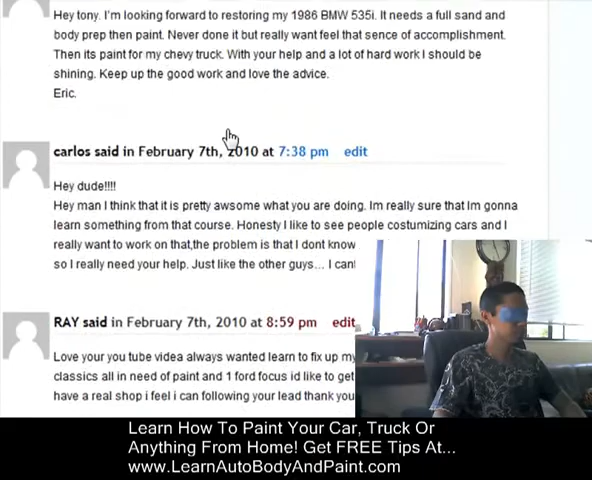 Hey tony. I'm looking forward to restoring my 1986 BMW 535i. It needs a full sand and
body prep then paint. Never done it but really want feel that sence of accomplishment.
Then its paint for my chevy truck. With your help and a lot of hard work I should be
shining. Keep up the good work and love the advice.
Eric.
carlos said in February 7th, 2010 at 7:38 pm edit
Hey dude!!!!
Hey man I think that it is pretty awsome what you are doing. Im really sure that Im gonna
learn something from that course. Honesty I like to see people costumizing cars and I
really want to work on that,the problem is that I dont know
so I really need your help. Just like the other guys... I cant
RAY said in February 7th, 2010 at 8:59 pm edit
Love your you tube videa always wanted learn to fix up my
classics all in need of paint and 1 ford focus id like to get
have a real shop i feel i can following your lead thank you
Learn How To Paint Your Car, Truck Or
Anything From Home! Get FREE Tips At...
www.LearnAutoBodyAndPaint.com